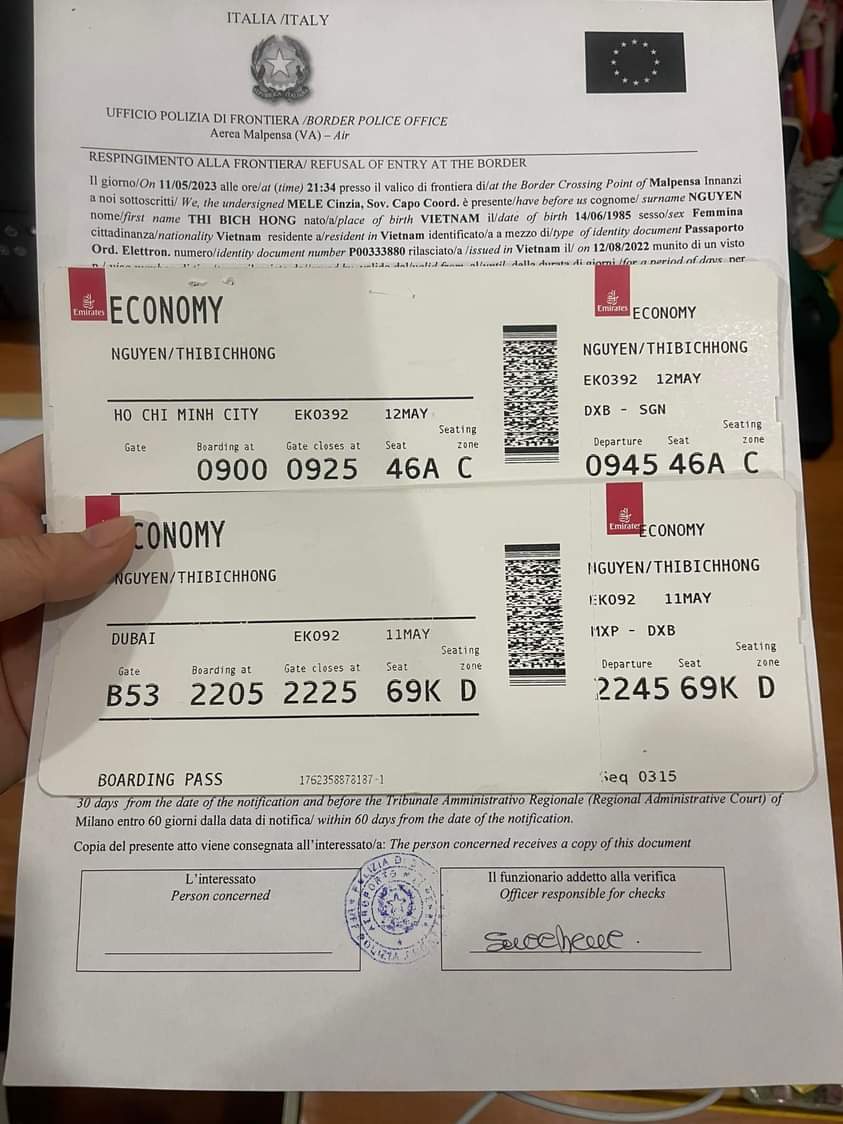 ITALIA /ITALY
UFFICIO POLIZIA DI FRONTIERA /BORDER POLICE OFFICE
Aerea Malpensa (VA) – Air
RESPINGIMENTO ALLA FRONTIERA/ REFUSAL OF ENTRY AT THE BORDER
Il giorno/On 11/05/2023 alle ore/at (time) 21:34 presso il valico di frontiera di/at the Border Crossing Point of Malpensa Innanzi
a noi sottoscritti/ We, the undersigned MELE Cinzia, Sov. Capo Coord. è presente/have before us cognome/ surname NGUYEN
nome/first name THI BICH HONG nato/a/place of birth VIETNAM il/date of birth 14/06/1985 sesso/sex Femmina
cittadinanza/nationality Vietnam residente a/resident in Vietnam identificato/a a mezzo di/type of identity document Passaporto
Ord. Elettron. numero/identity document number P00333880 rilasciato/a /issued in Vietnam il/ on 12/08/2022 munito di un visto
Emirates ECONOMY
NGUYEN/THIBICHHONG
HO CHI MINH CITY EK0392 12MAY
Seating
Gate Boarding at Gate closes at Seat zone
0900 0925 46A C
Emirates ECONOMY
NGUYEN/THIBICHHONG
EK0392 12MAY
DXB - SGN
Seating
Departure Seat zone
0945 46A C
CONOMY
NGUYEN/THIBICHHONG
DUBAI EK092 11MAY
Seating
Gate Boarding at Gate closes at Seat zone
B53 2205 2225 69K D
BOARDING PASS 1762358878187-1
Emirates ECONOMY
NGUYEN/THIBICHHONG
EK092 11MAY
MXP - DXB
Seating
Departure Seat zone
2245 69K D
Seq 0315
30 days from the date of the notification and before the Tribunale Amministrativo Regionale (Regional Administrative Court) of
Milano entro 60 giorni dalla data di notifica/ within 60 days from the date of the notification.
Copia del presente atto viene consegnata all'interessato/a: The person concerned receives a copy of this document
L'interessato
Person concerned
Il funzionario addetto alla verifica
Officer responsible for checks